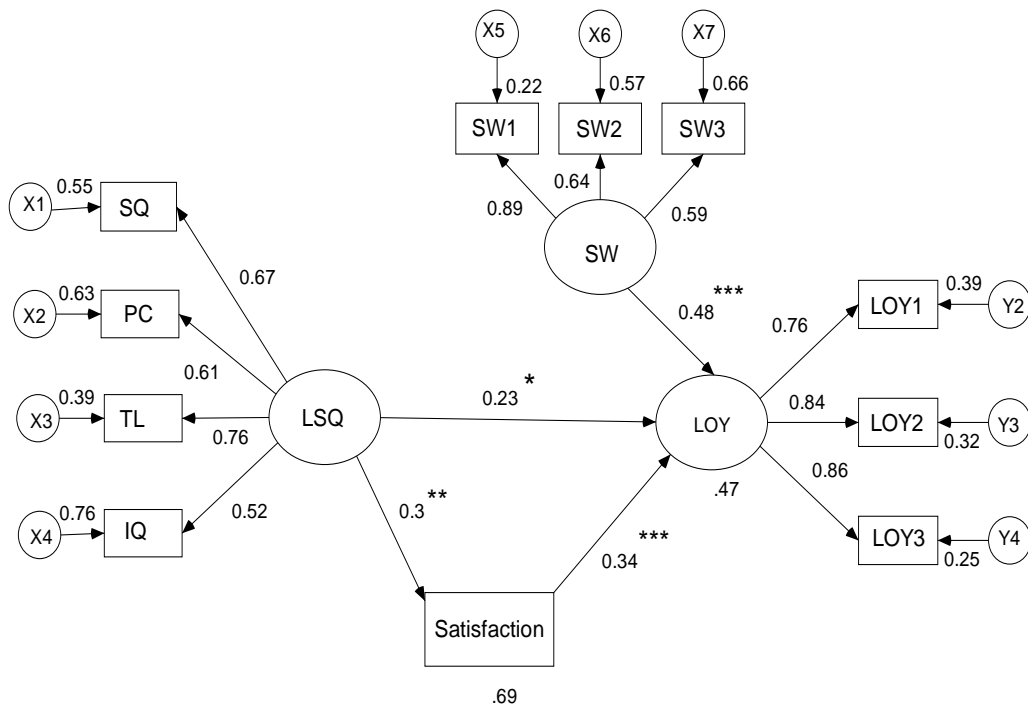 X5
X6
X7
0.22
0.57
0.66
SW1
SW2
SW3
0.89
0.64
0.59
SW
X1
0.55
SQ
0.67
X2
0.63
PC
0.61
X3
0.39
TL
0.76
X4
0.76
IQ
0.52
LSQ
0.23 *
0.48 ***
LOY
.47
0.3 **
0.34 ***
Satisfaction
.69
0.76
LOY1
0.39
Y2
0.84
LOY2
0.32
Y3
0.86
LOY3
0.25
Y4